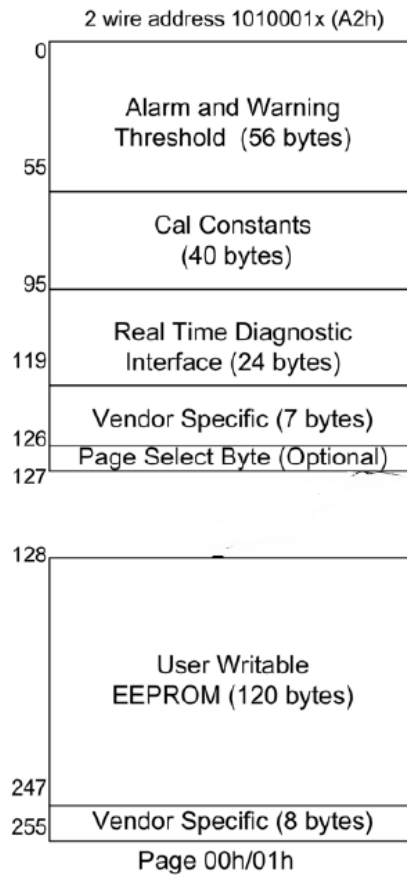 2 wire address 1010001x (A2h)
0
Alarm and Warning
Threshold (56 bytes)
55
Cal Constants
(40 bytes)
95
Real Time Diagnostic
Interface (24 bytes)
119
Vendor Specific (7 bytes)
126
Page Select Byte (Optional)
127
128
User Writable
EEPROM (120 bytes)
247
Vendor Specific (8 bytes)
255
Page 00h/01h